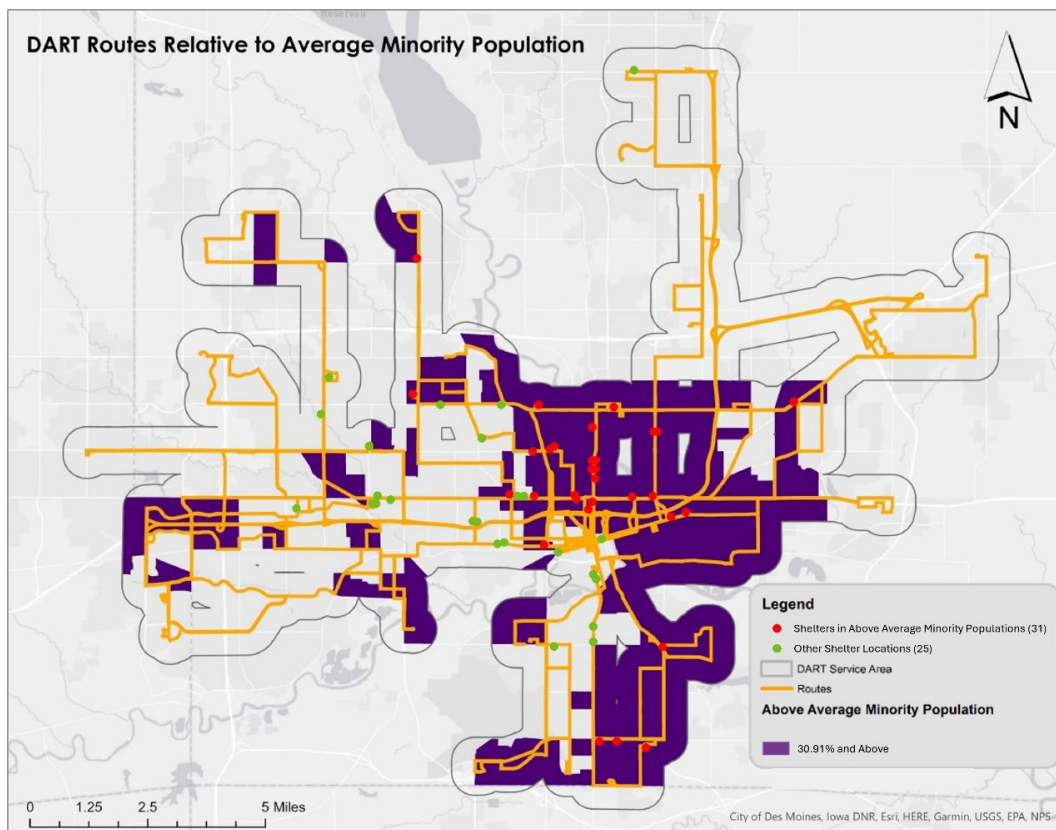 Reservoir
DART Routes Relative to Average Minority Population
N
Legend
Shelters in Above Average Minority Populations (31)
Other Shelter Locations (25)
DART Service Area
Routes
Above Average Minority Population
30.91% and Above
0 1.25 2.5 5 Miles
City of Des Moines, Iowa DNR, Esri, HERE, Garmin, USGS, EPA, NPS